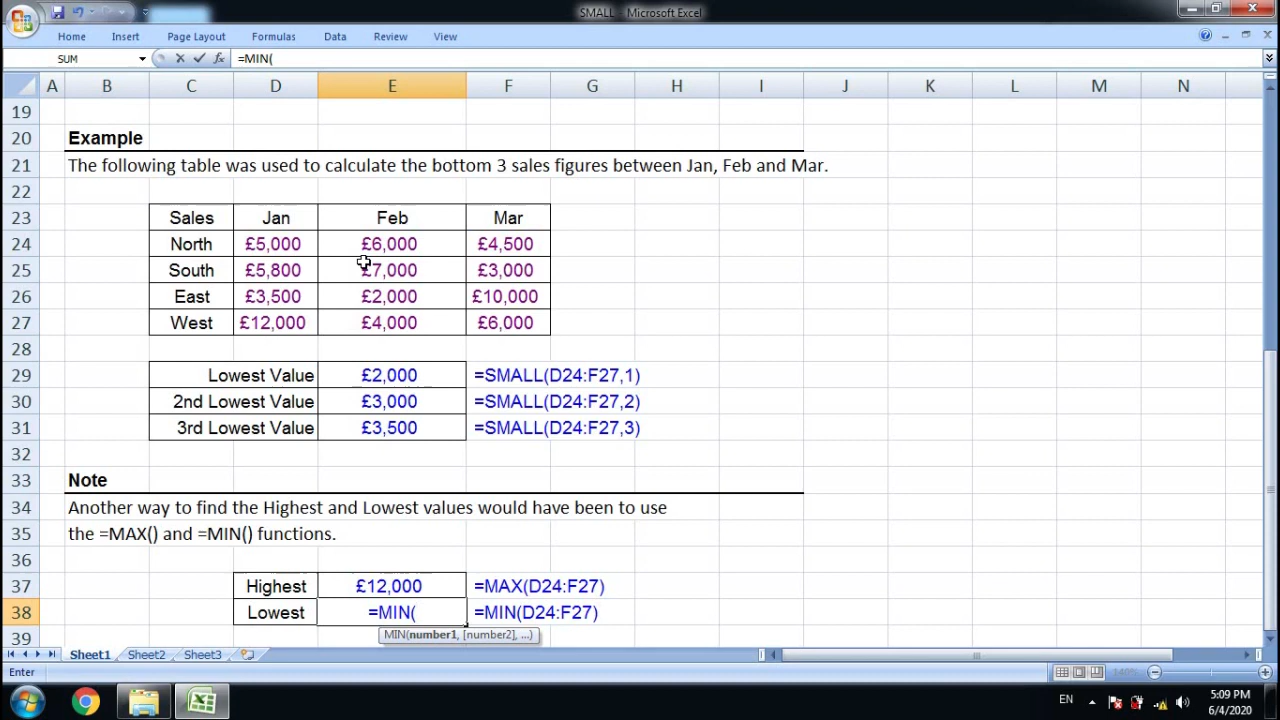 SMALL - Microsoft Excel
Home Insert Page Layout Formulas Data Review View
SUM fx =MIN(
A B C D E F G H I J K L M N
19
20 Example
21 The following table was used to calculate the bottom 3 sales figures between Jan, Feb and Mar.
22
23 Sales Jan Feb Mar
24 North £5,000 £6,000 £4,500
25 South £5,800 £7,000 £3,000
26 East £3,500 £2,000 £10,000
27 West £12,000 £4,000 £6,000
28
29 Lowest Value £2,000 =SMALL(D24:F27,1)
30 2nd Lowest Value £3,000 =SMALL(D24:F27,2)
31 3rd Lowest Value £3,500 =SMALL(D24:F27,3)
32
33 Note
34 Another way to find the Highest and Lowest values would have been to use
35 the =MAX() and =MIN() functions.
36
37 Highest £12,000 =MAX(D24:F27)
38 Lowest =MIN( =MIN(D24:F27)
39 MIN(number1, [number2], ...)
Sheet1 Sheet2 Sheet3
Enter 140%
EN 5:09 PM
6/4/2020